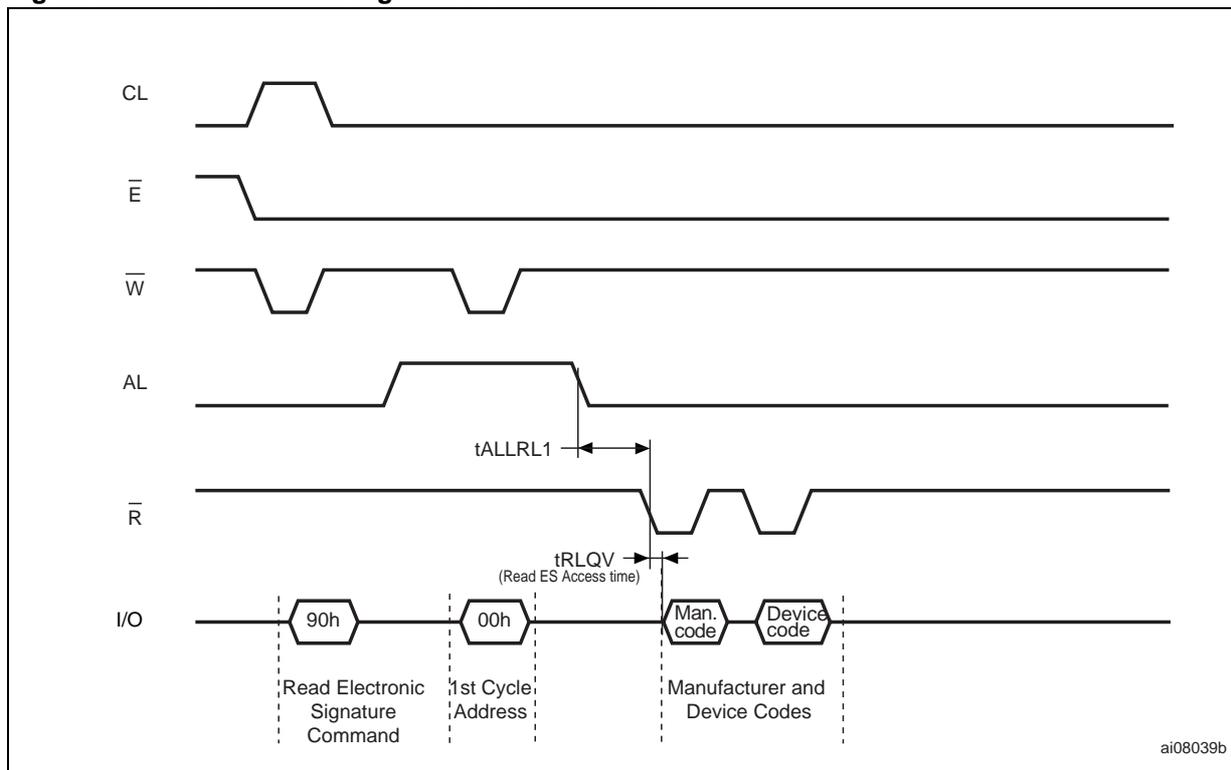 CL
E
W
AL
tALLRL1
R
tRLQV
(Read ES Access time)
I/O
90h
00h
Man.
code
Device
code
Read Electronic
Signature
Command
1st Cycle
Address
Manufacturer and
Device Codes
ai08039b